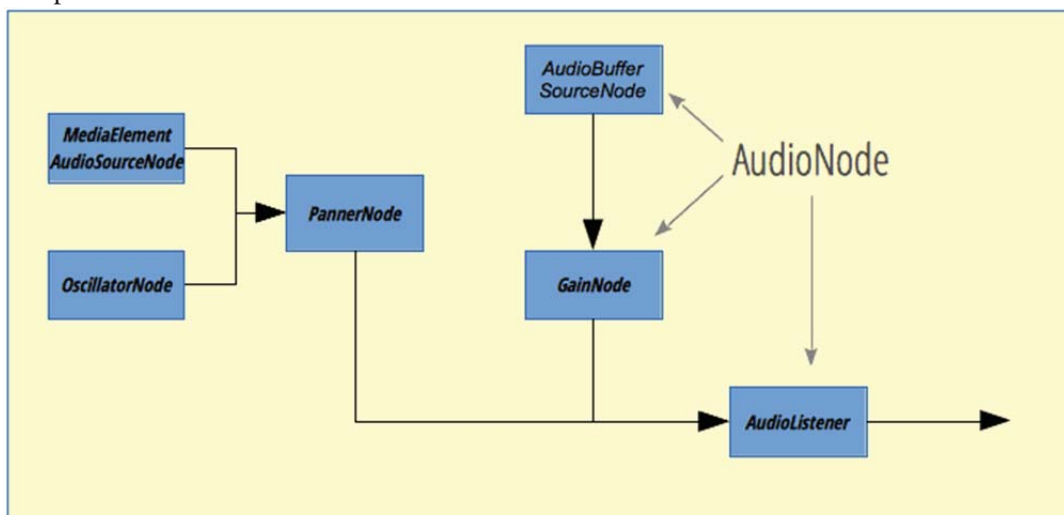 AudioBuffer
SourceNode
MediaElement
AudioSourceNode
AudioNode
PannerNode
OscillatorNode
GainNode
AudioListener